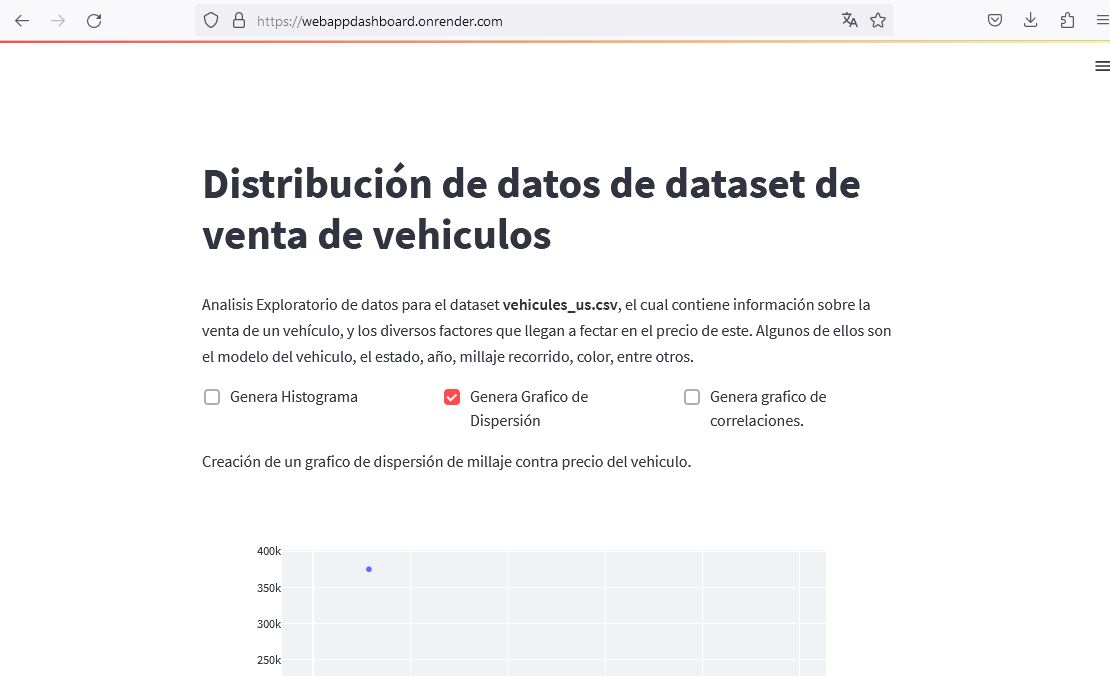 https://webappdashboard.onrender.com
Distribución de datos de dataset de
venta de vehiculos
Analisis Exploratorio de datos para el dataset vehicules_us.csv, el cual contiene información sobre la
venta de un vehículo, y los diversos factores que llegan a fectar en el precio de este. Algunos de ellos son
el modelo del vehiculo, el estado, año, millaje recorrido, color, entre otros.
Genera Histograma
Genera Grafico de
Dispersión
Genera grafico de
correlaciones.
Creación de un grafico de dispersión de millaje contra precio del vehiculo.
400k
350k
300k
250k